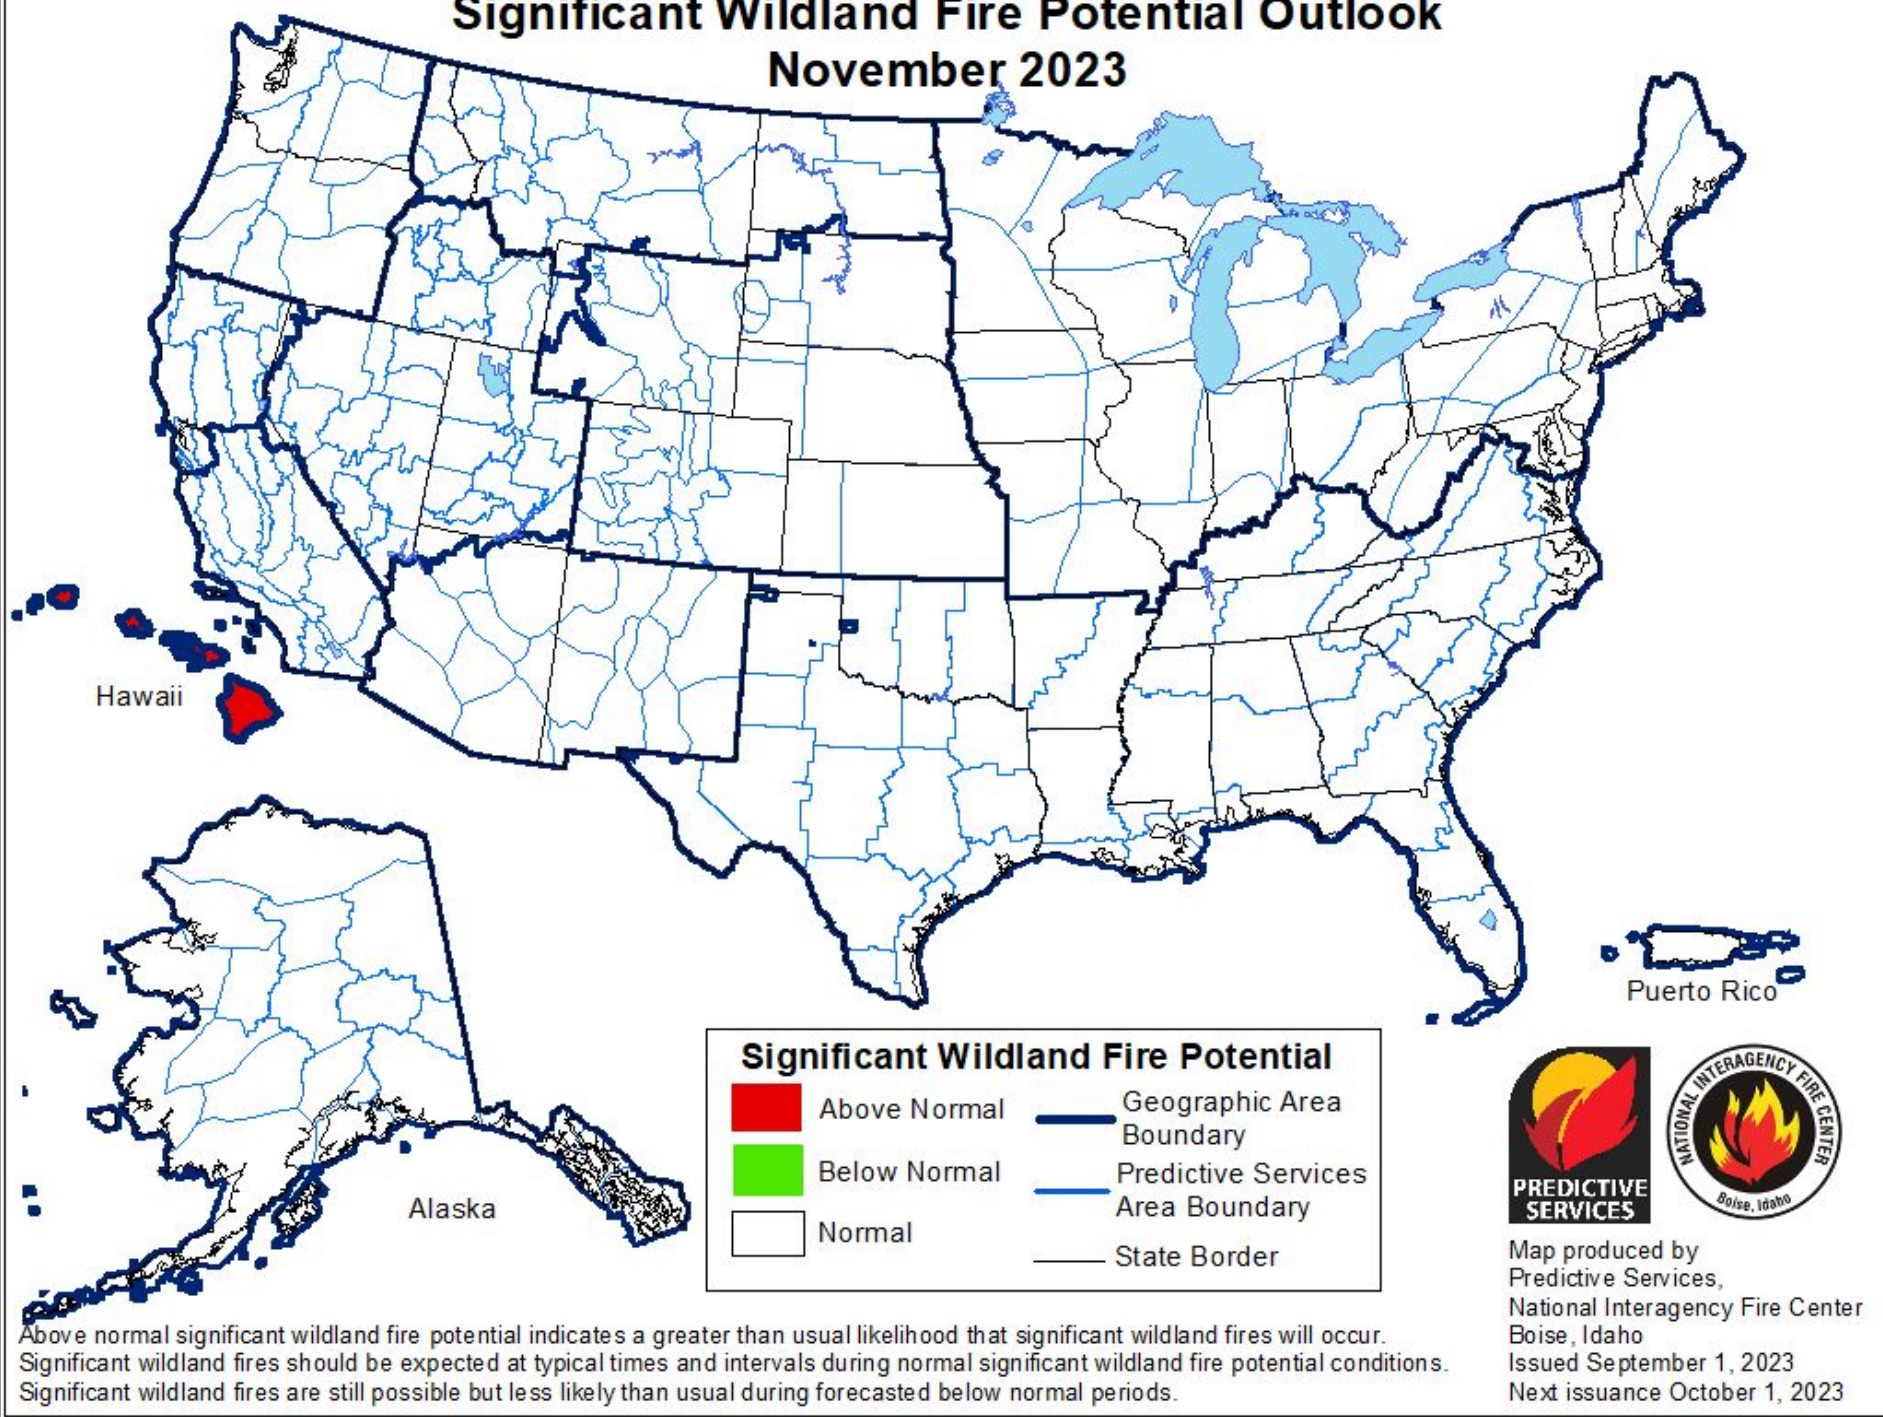 Significant Wildland Fire Potential Outlook
November 2023
Hawaii
Puerto Rico
Alaska
Significant Wildland Fire Potential
Above Normal
Below Normal
Normal
Geographic Area
Boundary
Predictive Services
Area Boundary
State Border
PREDICTIVE
SERVICES
NATIONAL INTERAGENCY FIRE CENTER
Boise, Idaho
Map produced by
Predictive Services,
National Interagency Fire Center
Boise, Idaho
Issued September 1, 2023
Next issuance October 1, 2023
Above normal significant wildland fire potential indicates a greater than usual likelihood that significant wildland fires will occur.
Significant wildland fires should be expected at typical times and intervals during normal significant wildland fire potential conditions.
Significant wildland fires are still possible but less likely than usual during forecasted below normal periods.